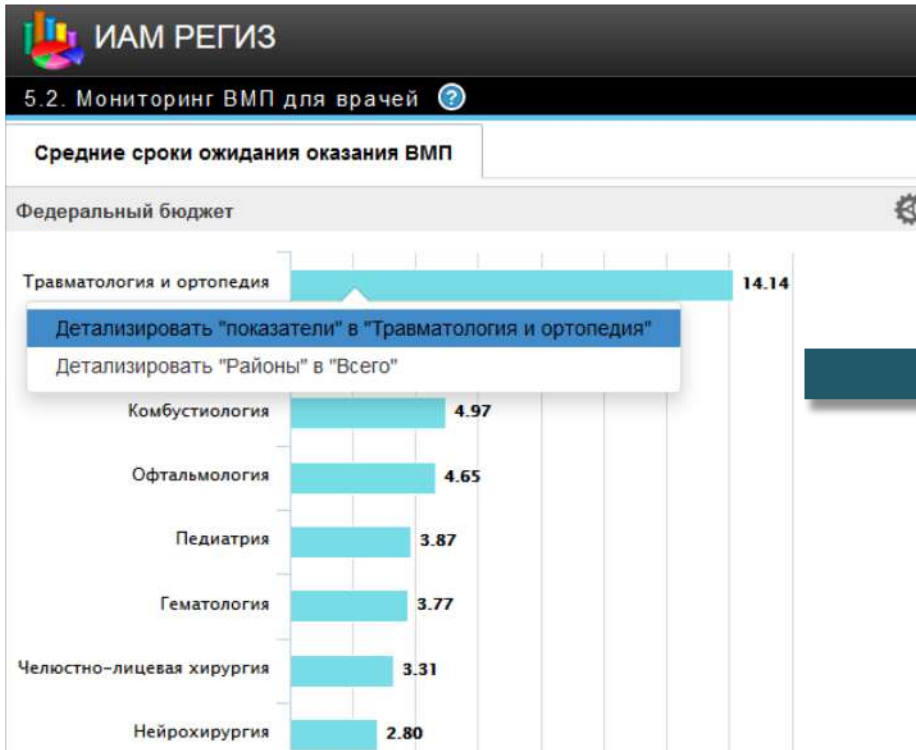 ИАМ РЕГИЗ
5.2. Мониторинг ВМП для врачей ?
Средние сроки ожидания оказания ВМП
Федеральный бюджет
Травматология и ортопедия 14.14
Детализировать "показатели" в "Травматология и ортопедия"
Детализировать "Районы" в "Всего"
Комбустиология 4.97
Офтальмология 4.65
Педиатрия 3.87
Гематология 3.77
Челюстно-лицевая хирургия 3.31
Нейрохирургия 2.80